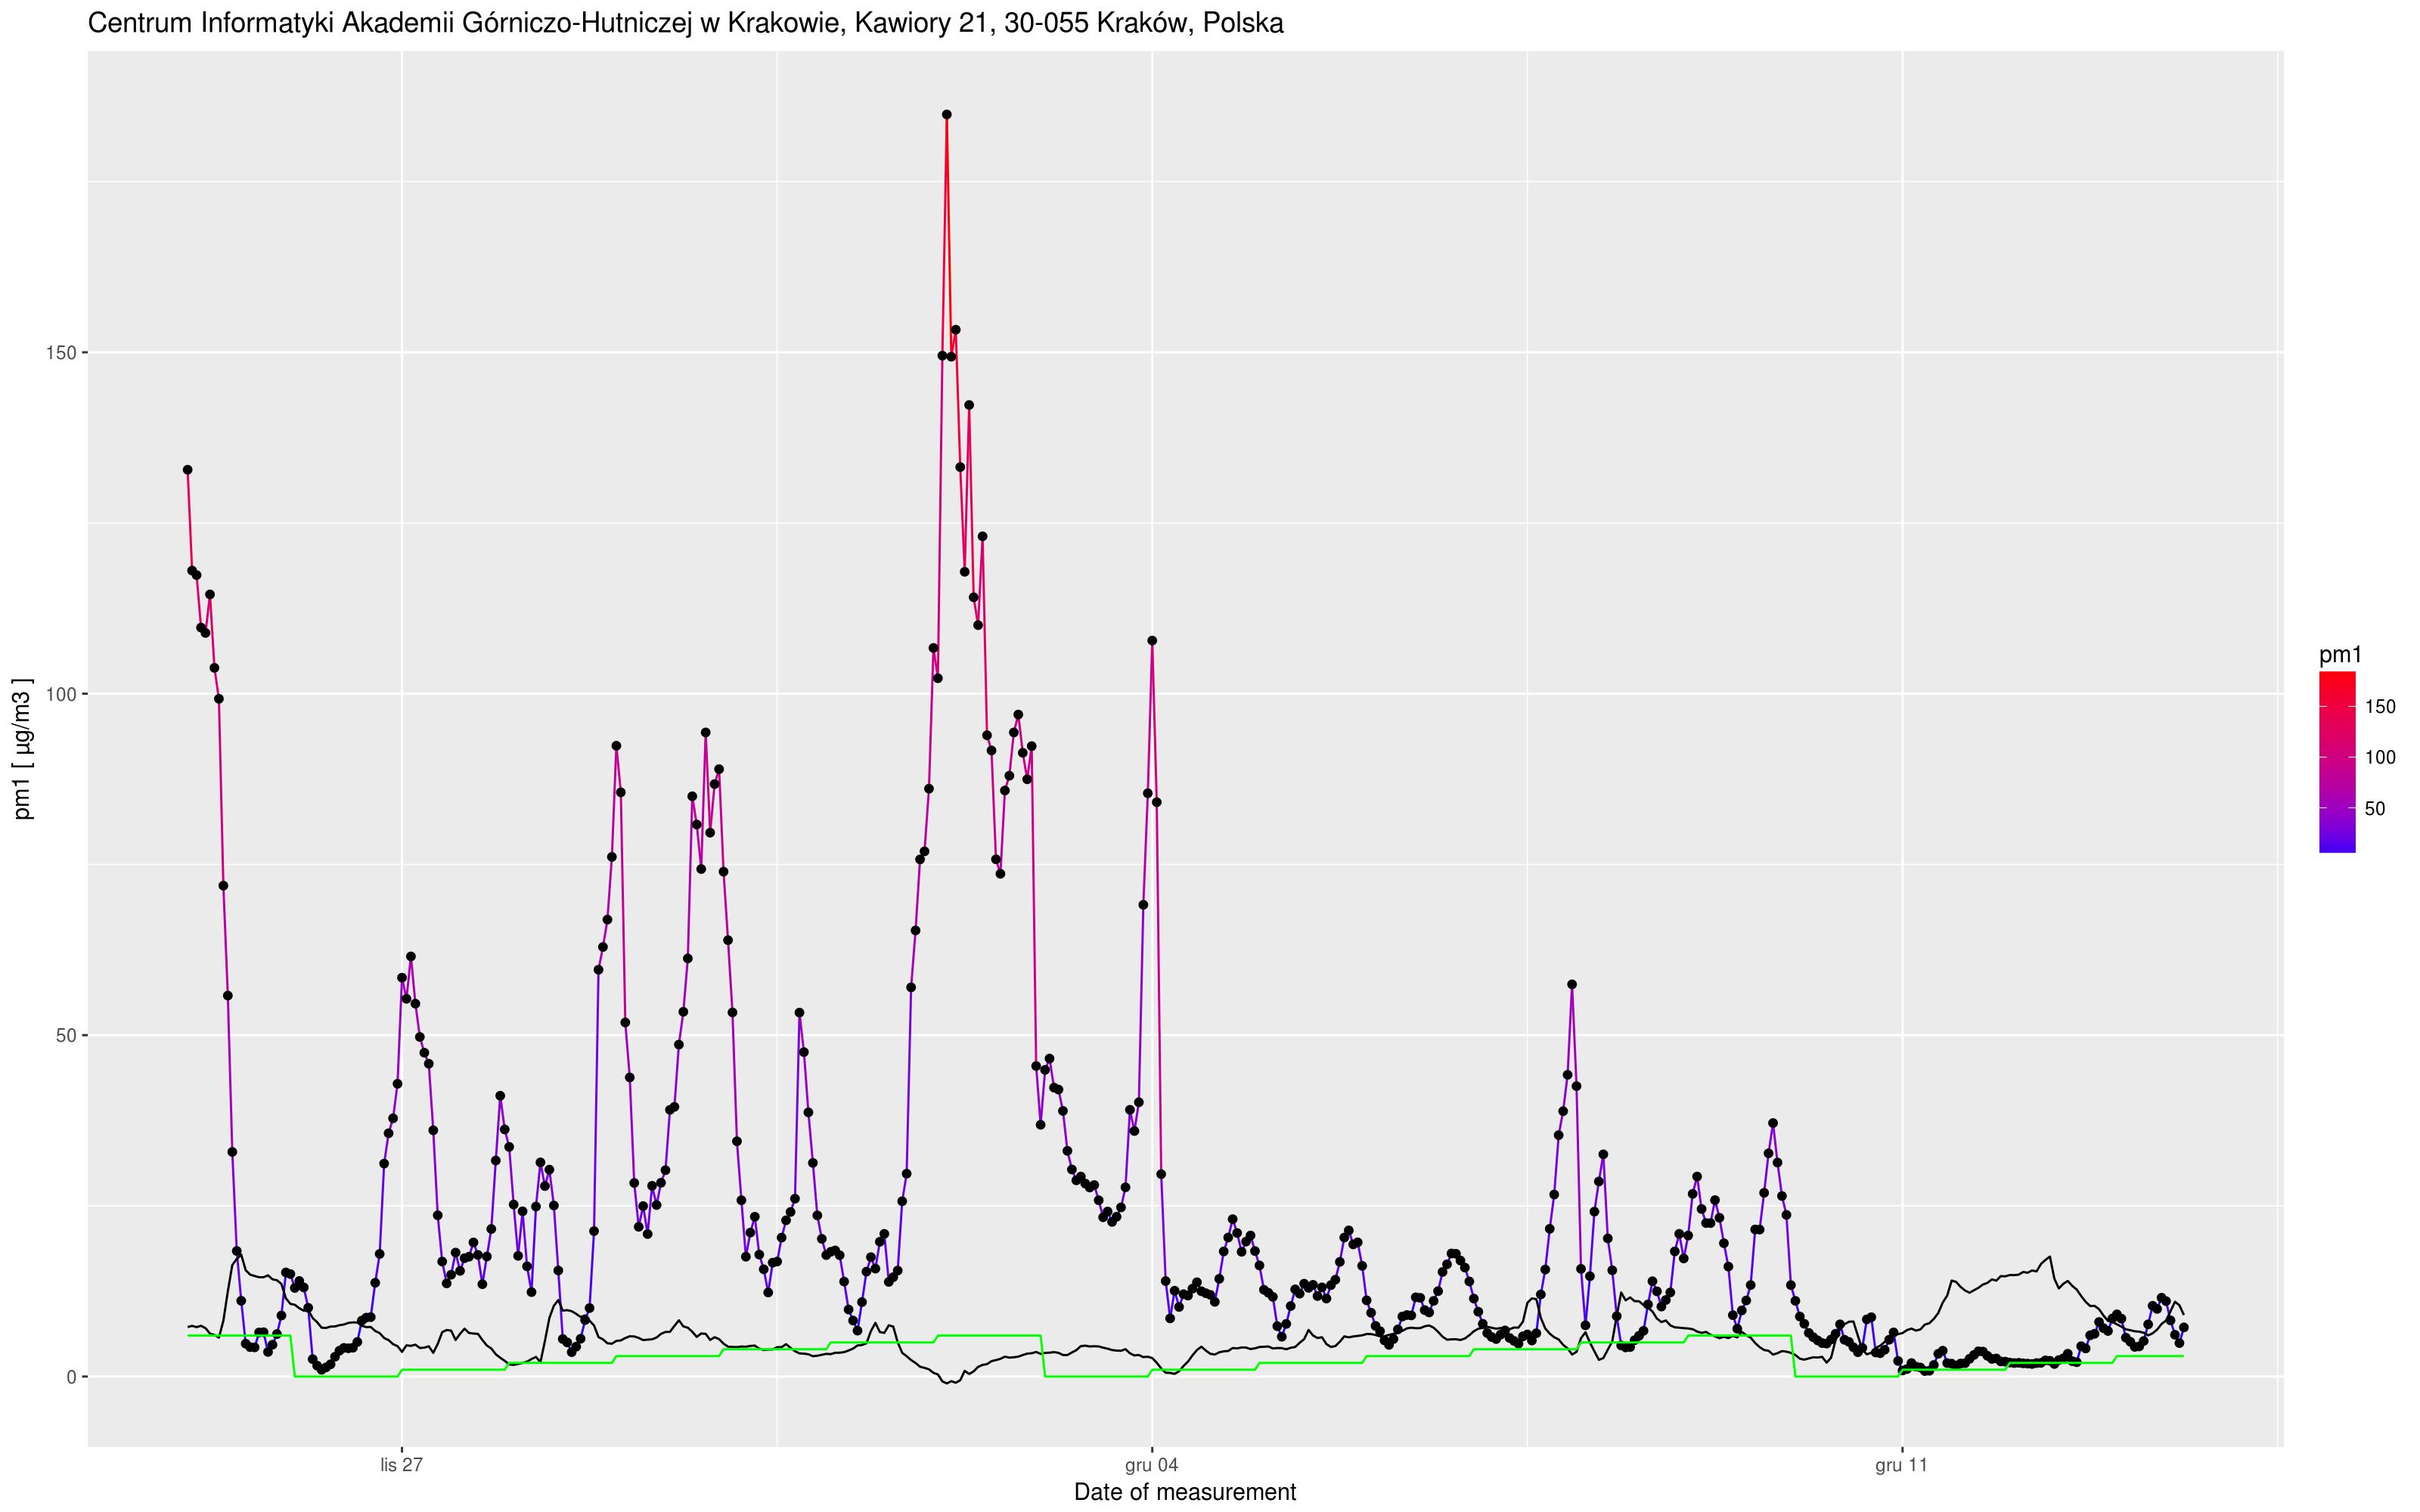 Centrum Informatyki Akademii Górniczo-Hutniczej w Krakowie, Kawiory 21, 30-055 Kraków, Polska
150
100
50
0
pm1 [ µg/m3 ]
lis 27
gru 04
gru 11
Date of measurement
pm1
150
100
50